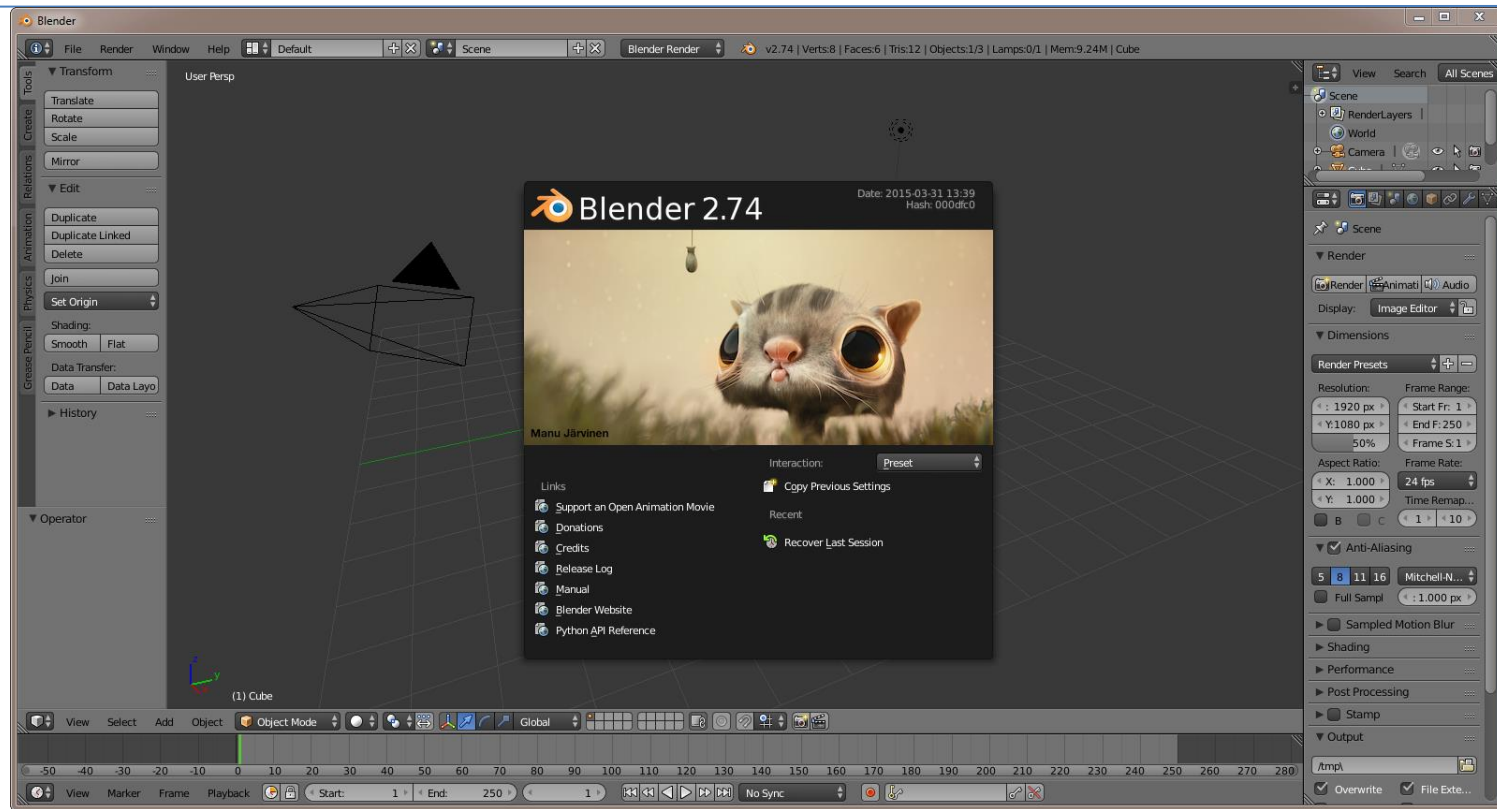 Blender
File Render Window Help Default Scene Blender Render v2.74 | Verts:8 | Faces:6 | Tris:12 | Objects:1/3 | Lamps:0/1 | Mem:9.24M | Cube
Tools
Create
Relations
Animation
Physics
Grease Pencil
Transform
Translate
Rotate
Scale
Mirror
Edit
Duplicate
Duplicate Linked
Delete
Join
Set Origin
Shading:
Smooth Flat
Data Transfer:
Data Data Layo
History
Operator
User Persp
Blender 2.74
Date: 2015-03-31 13:39
Hash: 000dfc0
Manu Järvinen
Links
Support an Open Animation Movie
Donations
Credits
Release Log
Manual
Blender Website
Python API Reference
Interaction: Preset
Copy Previous Settings
Recent
Recover Last Session
z
y
(1) Cube
View Select Add Object Object Mode Global
-50 -40 -30 -20 -10 0 10 20 30 40 50 60 70 80 90 100 110 120 130 140 150 160 170 180 190 200 210 220 230 240 250 260 270 280
View Marker Frame Playback Start: 1 End: 250 1 No Sync
View Search All Scenes
Scene
RenderLayers
World
Camera
Scene
Render
Render Animati Audio
Display: Image Editor
Dimensions
Render Presets
Resolution: Frame Range:
: 1920 px Start Fr: 1
Y:1080 px End F:250
50% Frame S:1
Aspect Ratio: Frame Rate:
X: 1.000 24 fps
Y: 1.000 Time Remap...
B C 1 10
Anti-Aliasing
5 8 11 16 Mitchell-N...
Full Sampl : 1.000 px
Sampled Motion Blur
Shading
Performance
Post Processing
Stamp
Output
/tmp\
Overwrite File Exte...